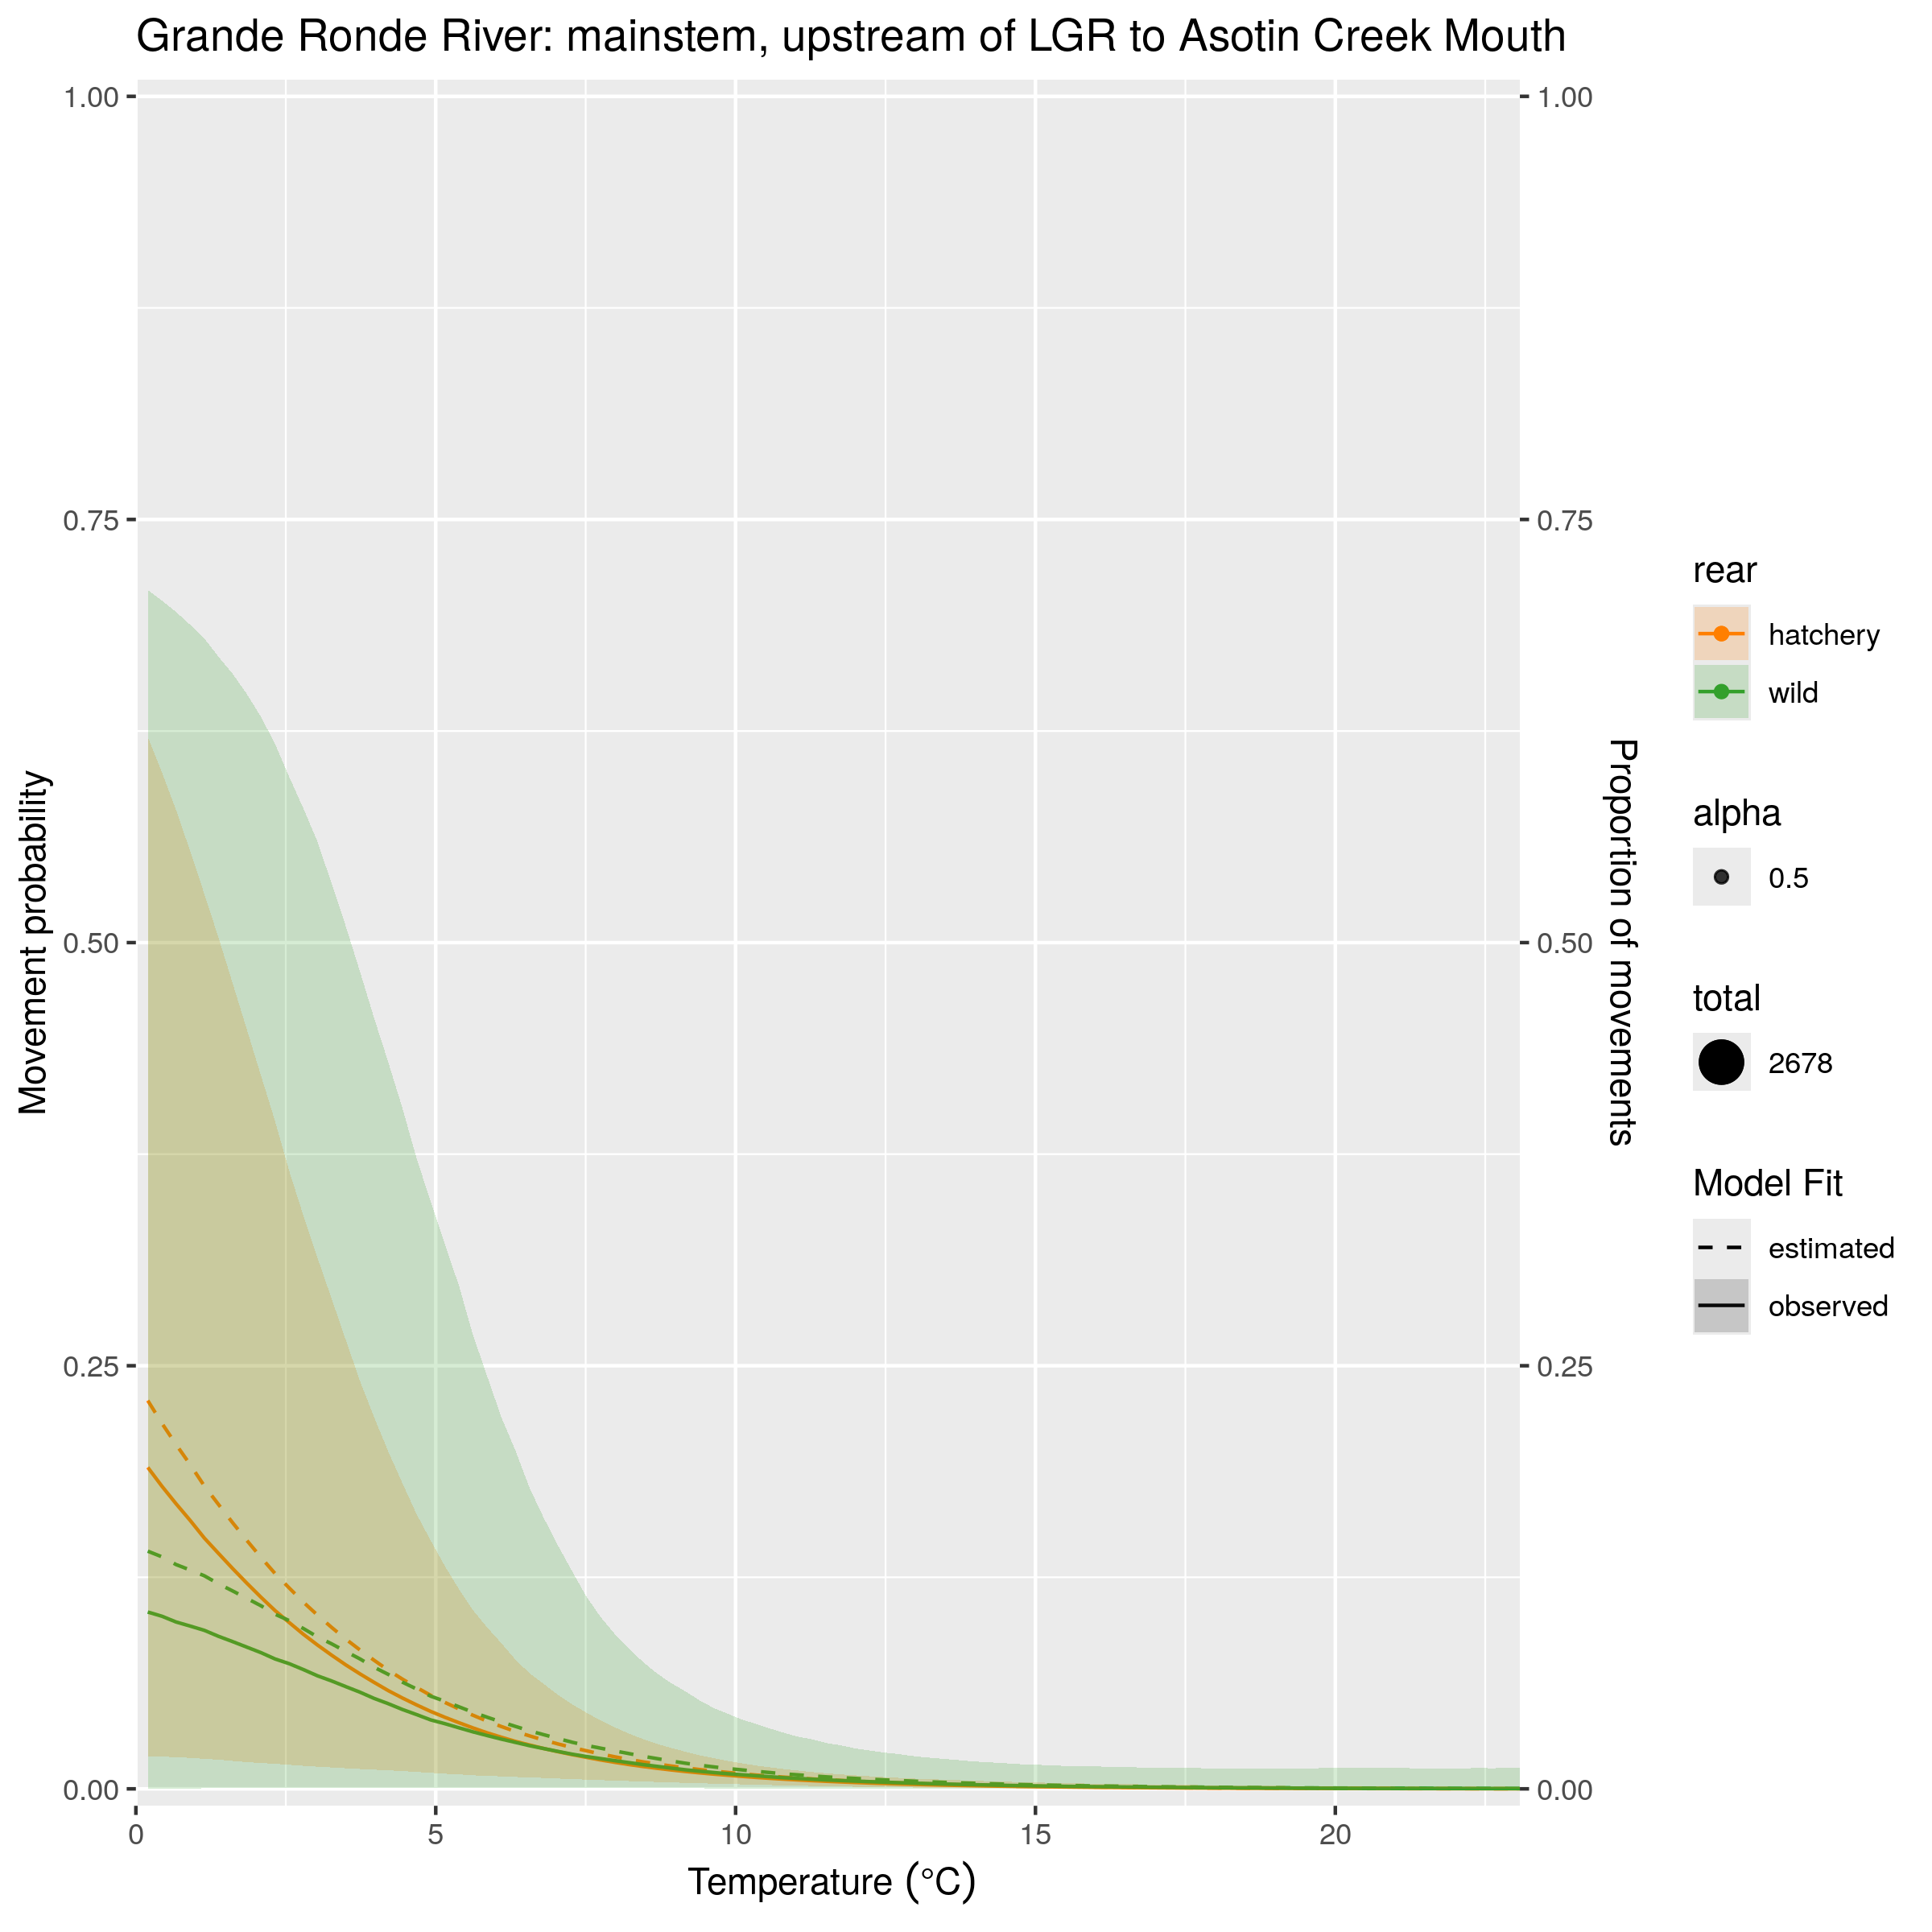 Grande Ronde River: mainstem, upstream of LGR to Asotin Creek Mouth
Movement probability
1.00
0.75
0.50
0.25
0.00
0
5
10
15
20
Temperature (°C)
1.00
0.75
0.50
0.25
0.00
Proportion of movements
rear
hatchery
wild
alpha
0.5
total
2678
Model Fit
estimated
observed